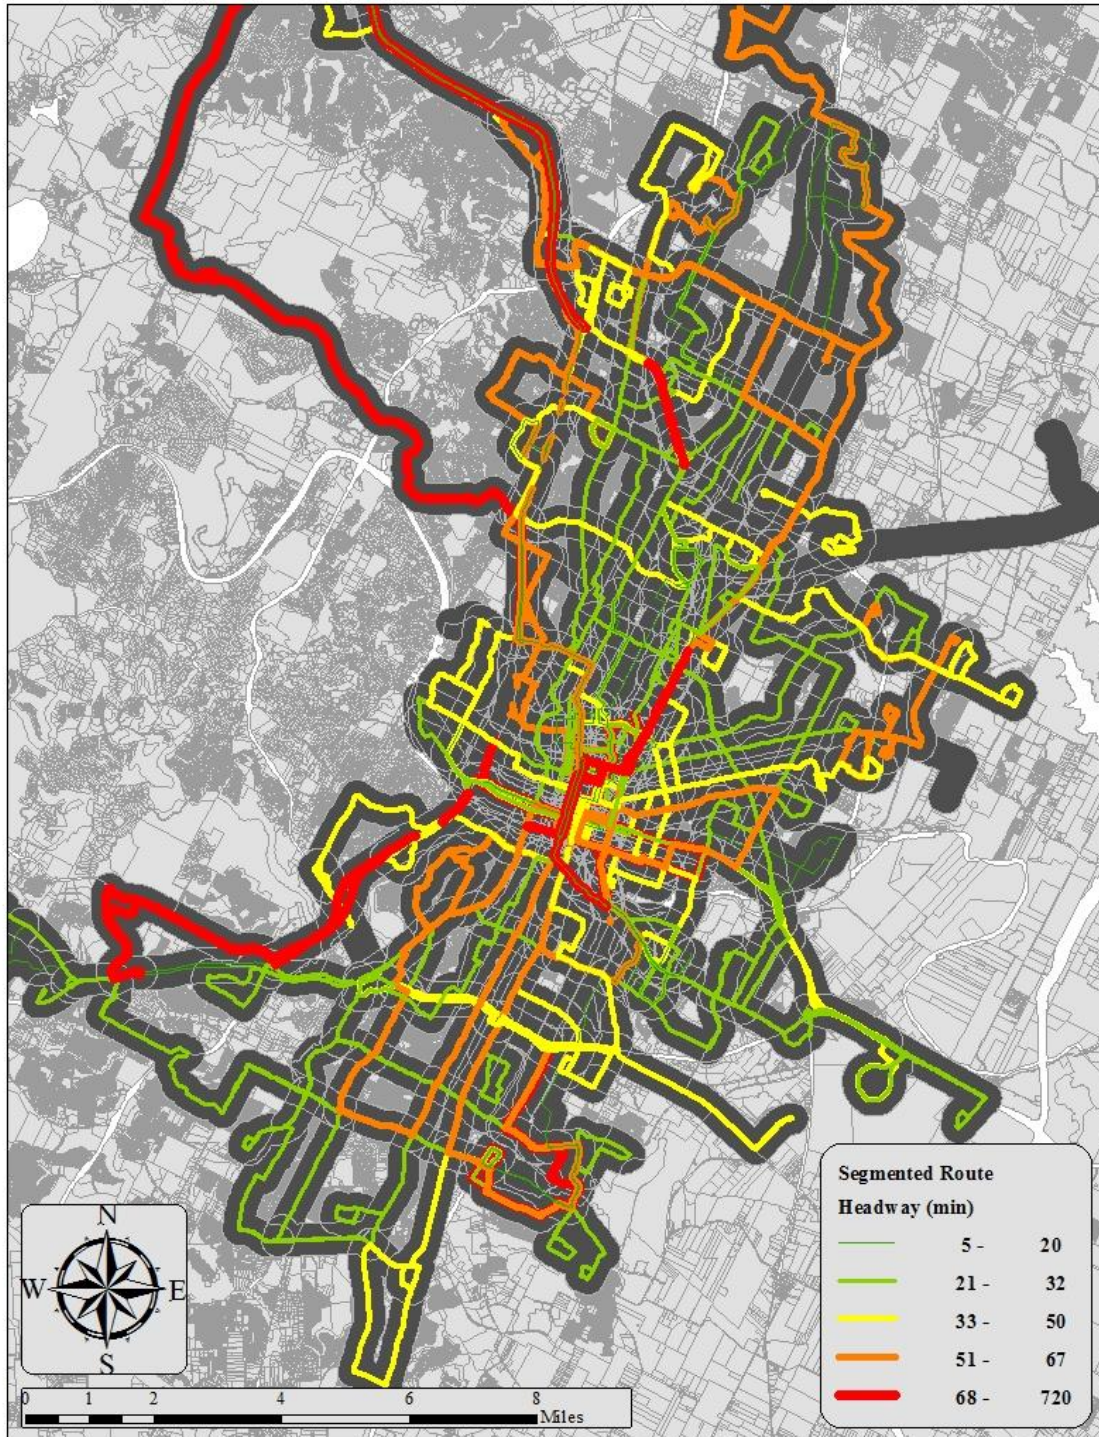 Segmented Route
Headway (min)
5 - 20
21 - 32
33 - 50
51 - 67
68 - 720
N
W E
S
0 1 2 4 6 8
Miles